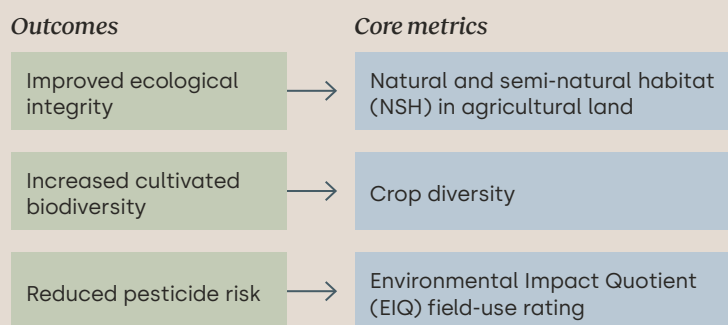 Outcomes
Core metrics
Improved ecological
integrity
Natural and semi-natural habitat
(NSH) in agricultural land
Increased cultivated
biodiversity
Crop diversity
Reduced pesticide risk
Environmental Impact Quotient
(EIQ) field-use rating